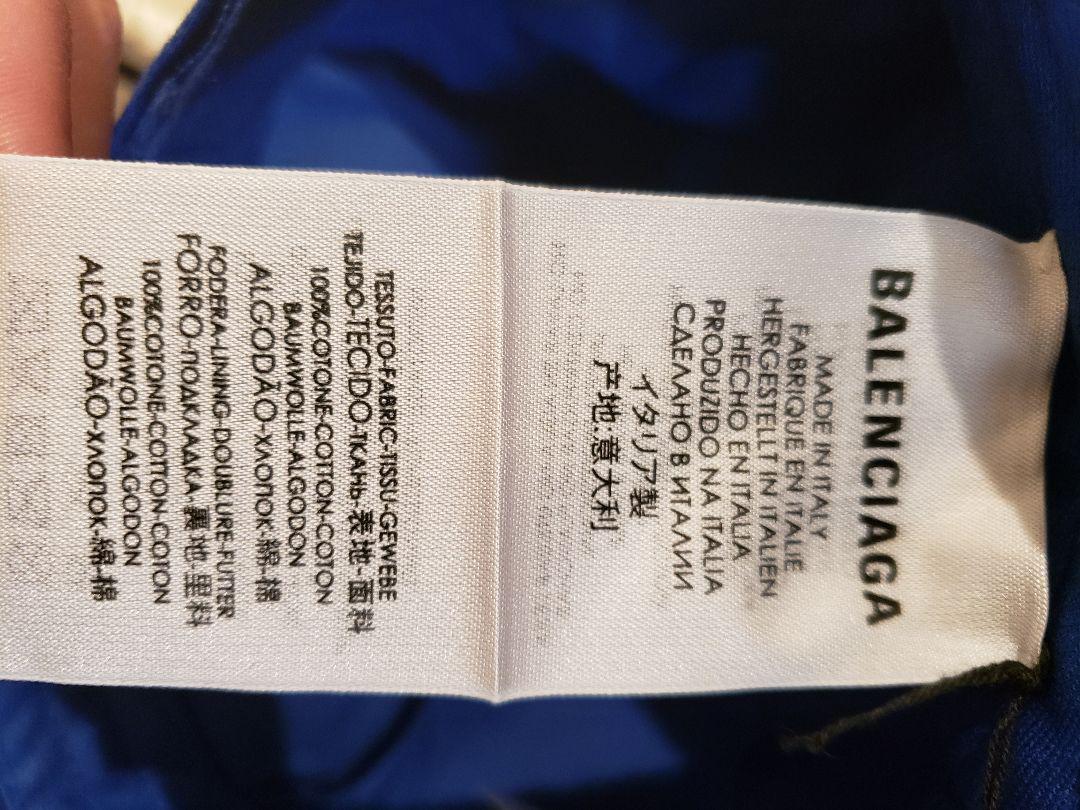 BALENCIAGA
MADE IN ITALY
FABRIQUE EN ITALIE
HERGESTELLT IN ITALIEN
HECHO EN ITALIA
PRODUZIDO NA ITALIA
СДЕЛАНО В ИТАЛИИ
イタリア製
产地.意大利
TESSUTO-FABRIC-TISSU-GEWEBE
TEJIDO-TECIDO-ткань-表地-面料
100%COTONE-COTTON-COTON
BAUMWOLLE-ALGODON
ALGODÃO-хлопок-綿-棉
FODERA-LINING-DOUBLURE-FUTTER
FORRO-подкладка-裏地-里料
100%COTONE-COTTON-COTON
BAUMWOLLE-ALGODON
ALGODÃO-хлопок-綿-棉